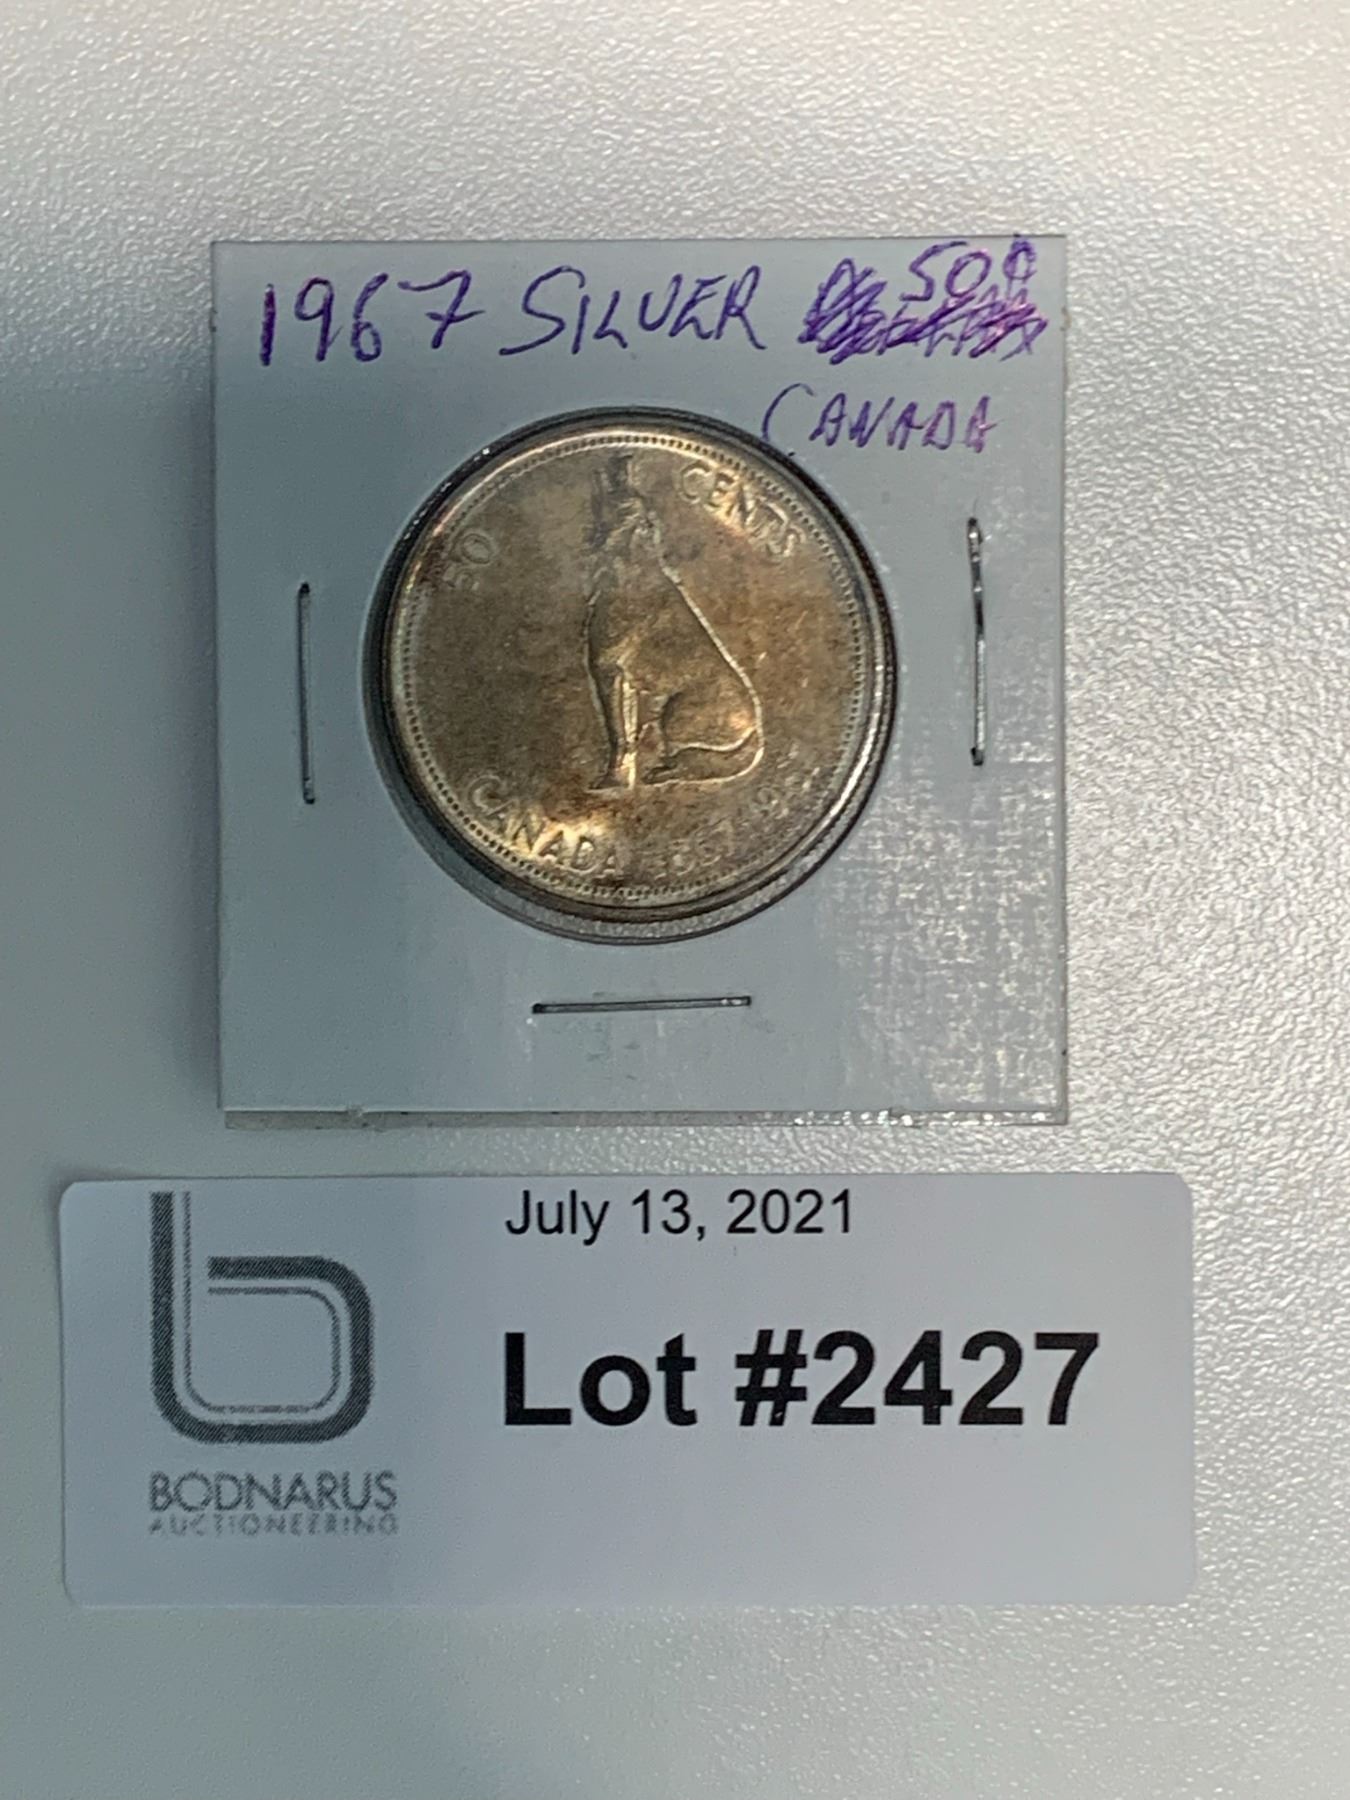 1967 SILVER 50¢
CANADA
50 CENTS
CANADA 1867-1967
July 13, 2021
Lot #2427
BODNARUS
AUCTIONEERING